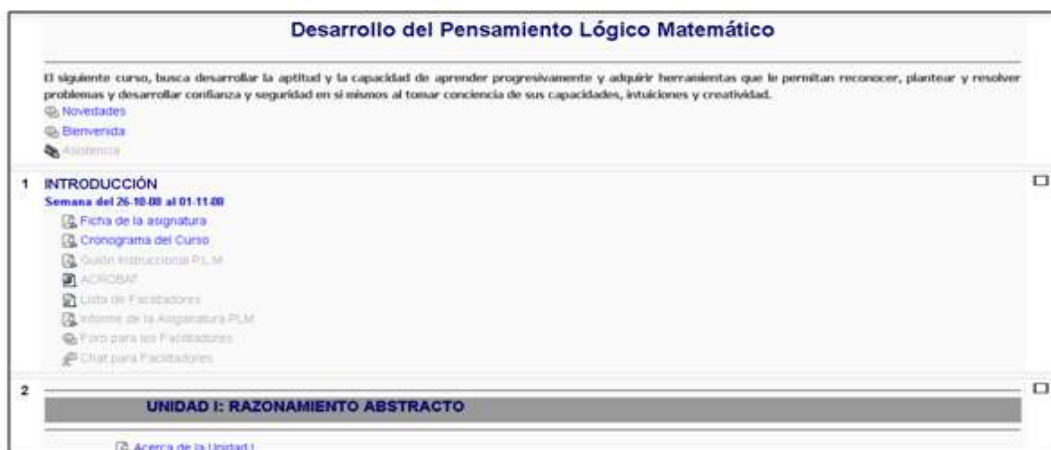 Desarrollo del Pensamiento Lógico Matemático
El siguiente curso, busca desarrollar la aptitud y la capacidad de aprender progresivamente y adquirir herramientas que le permitan reconocer, plantear y resolver
problemas y desarrollar confianza y seguridad en si mismos al tomar conciencia de sus capacidades, intuiciones y creatividad.
Novedades
Bienvenida
Asistencia
1 INTRODUCCIÓN
Semana del 26-10-08 al 01-11-08
Ficha de la asignatura
Cronograma del Curso
Guión Instruccional P.L.M
ACROBAT
Lista de Facilitadores
Informe de la Asignatura PLM
Foro para los Facilitadores
Chat para Facilitadores
2
UNIDAD I: RAZONAMIENTO ABSTRACTO
Acerca de la Unidad I